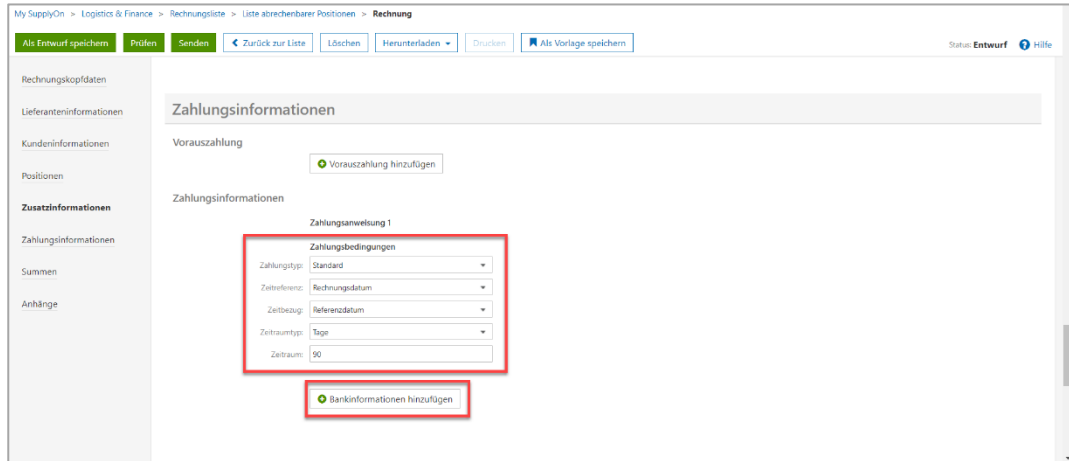 My SupplyOn > Logistics & Finance > Rechnungsliste > Liste abrechenbarer Positionen > Rechnung
Als Entwurf speichern Prüfen Senden Zurück zur Liste Löschen Herunterladen Drucken Als Vorlage speichern Status: Entwurf Hilfe
Rechnungskopfdaten
Lieferanteninformationen
Kundeninformationen
Positionen
Zusatzinformationen
Zahlungsinformationen
Summen
Anhänge
Zahlungsinformationen
Vorauszahlung
Vorauszahlung hinzufügen
Zahlungsinformationen
Zahlungsanweisung 1
Zahlungsbedingungen
Zahlungstyp: Standard
Zeitreferenz: Rechnungsdatum
Zeitbezug: Referenzdatum
Zeitraumtyp: Tage
Zeitraum: 90
Bankinformationen hinzufügen